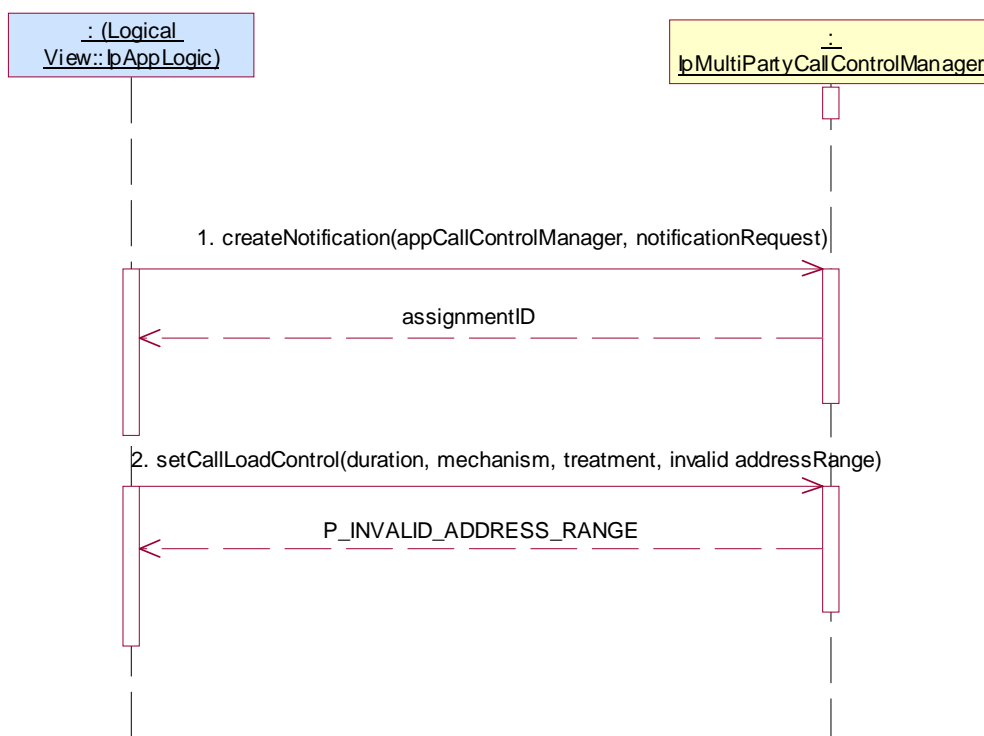 : (Logical
View::IpAppLogic)
:
IpMultiPartyCallControlManager
1. createNotification(appCallControlManager, notificationRequest)
assignmentID
2. setCallLoadControl(duration, mechanism, treatment, invalid addressRange)
P_INVALID_ADDRESS_RANGE